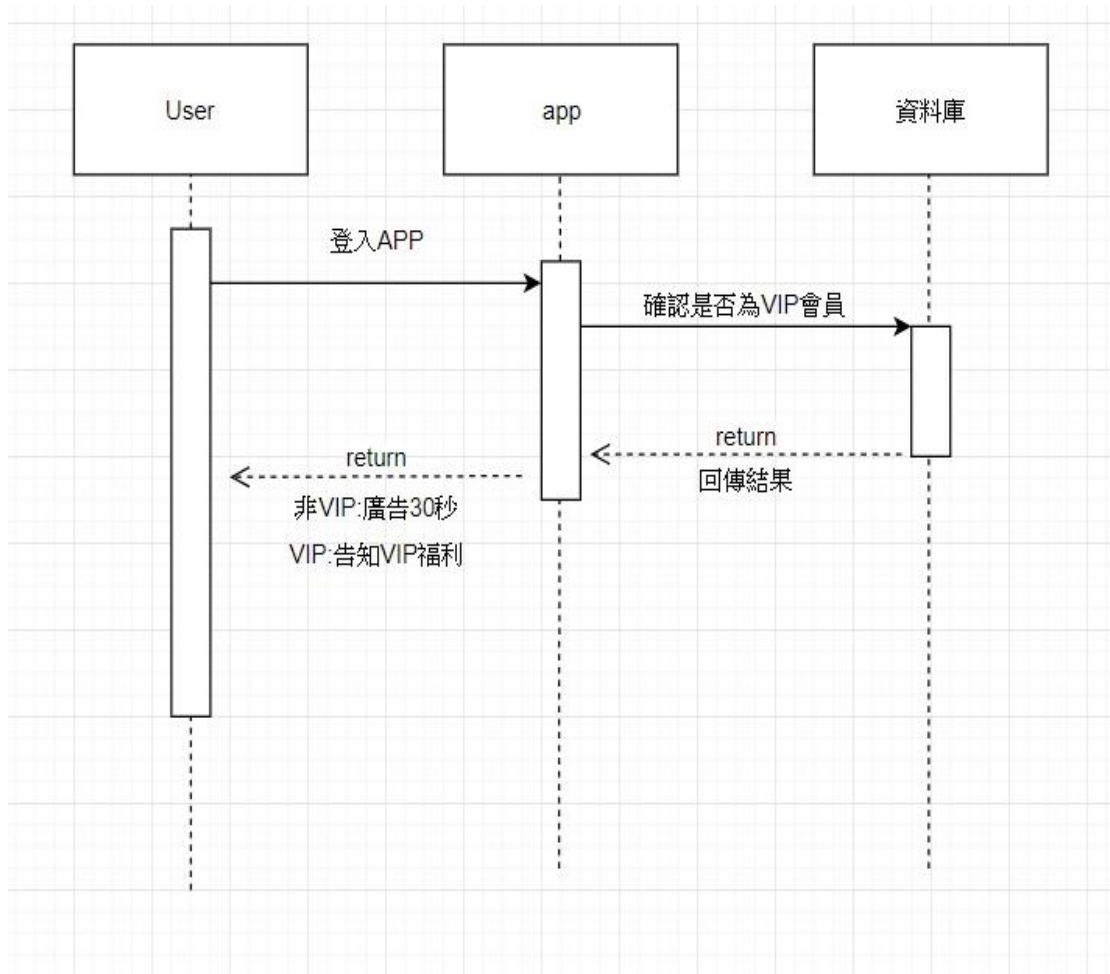 User
app
資料庫
登入APP
確認是否為VIP會員
return
回傳結果
return
非VIP:廣告30秒
VIP:告知VIP福利